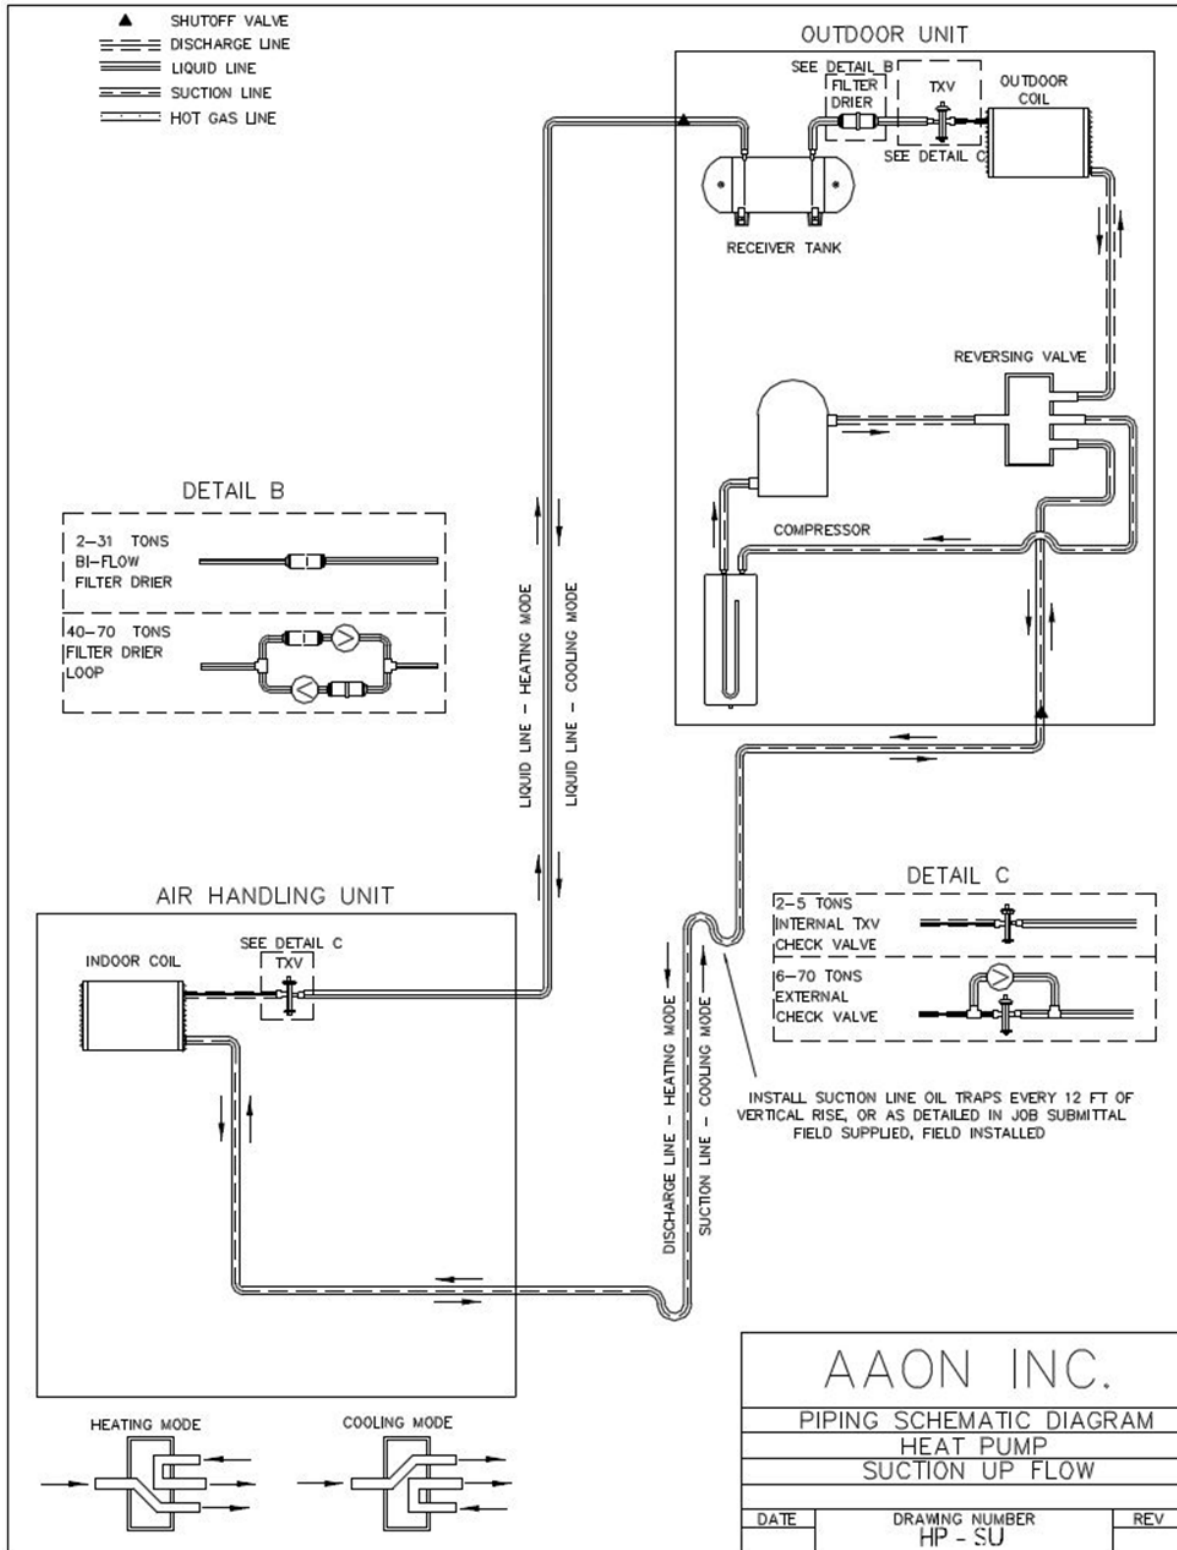 SHUTOFF VALVE
DISCHARGE LINE
LIQUID LINE
SUCTION LINE
HOT GAS LINE
OUTDOOR UNIT
SEE DETAIL B
FILTER
DRIER
TXV
OUTDOOR
COIL
SEE DETAIL C
RECEIVER TANK
REVERSING VALVE
COMPRESSOR
DETAIL B
2-31 TONS
BI-FLOW
FILTER DRIER
40-70 TONS
FILTER DRIER
LOOP
LIQUID LINE - HEATING MODE
LIQUID LINE - COOLING MODE
AIR HANDLING UNIT
SEE DETAIL C
TXV
INDOOR COIL
DETAIL C
2-5 TONS
INTERNAL TXV
CHECK VALVE
6-70 TONS
EXTERNAL
CHECK VALVE
DISCHARGE LINE - HEATING MODE
SUCTION LINE - COOLING MODE
INSTALL SUCTION LINE OIL TRAPS EVERY 12 FT OF
VERTICAL RISE, OR AS DETAILED IN JOB SUBMITTAL
FIELD SUPPLIED, FIELD INSTALLED
HEATING MODE
COOLING MODE
AAON INC.
PIPING SCHEMATIC DIAGRAM
HEAT PUMP
SUCTION UP FLOW
DATE
DRAWING NUMBER
HP - SU
REV